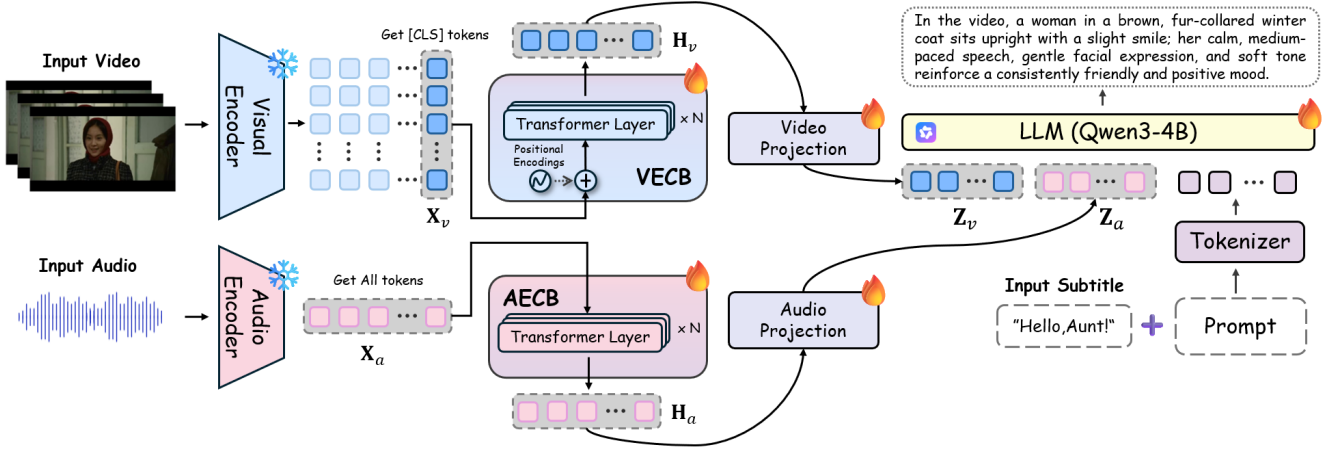 Input Video
Visual
Encoder
Get [CLS] tokens
X_v
H_v
Transformer Layer
× N
Positional
Encodings
VECB
Video
Projection
In the video, a woman in a brown, fur-collared winter
coat sits upright with a slight smile; her calm, medium-
paced speech, gentle facial expression, and soft tone
reinforce a consistently friendly and positive mood.
LLM (Qwen3-4B)
Z_v
Z_a
Tokenizer
Input Subtitle
"Hello,Aunt!"
+
Prompt
Input Audio
Audio
Encoder
Get All tokens
X_a
AECB
Transformer Layer
× N
H_a
Audio
Projection